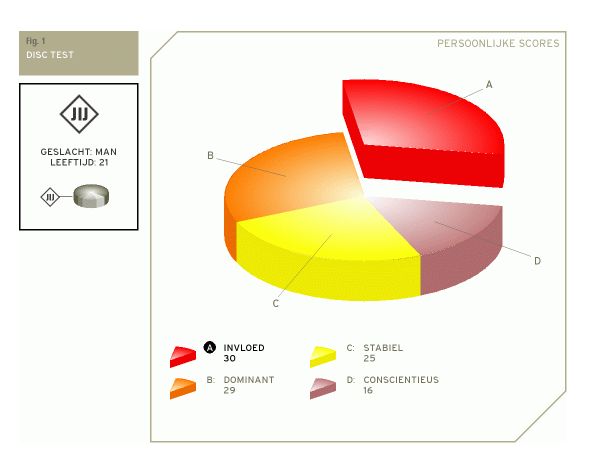 Fig. 1
DISC TEST
PERSOONLIJKE SCORES
JIJ
GESLACHT: MAN
LEEFTIJD: 21
JIJ
A
B
C
D
A INVLOED
30
C: STABIEL
25
B: DOMINANT
29
D: CONSCIENTIEUS
16